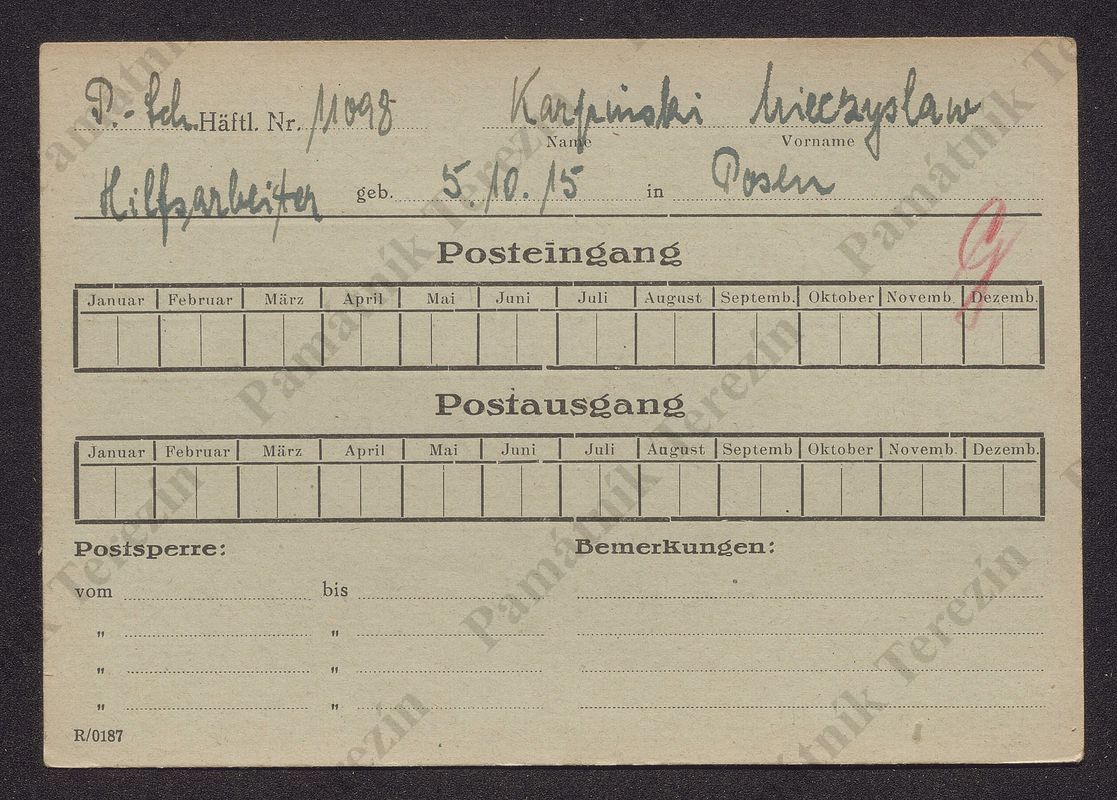 P.-Sch. Häftl. Nr. 11098 Karpinski Mieczyslaw
Name Vorname
Hilfsarbeiter geb. 5./10./15 in Posen
Posteingang
Januar Februar März April Mai Juni Juli August Septemb. Oktober Novemb. Dezemb.
Postausgang
Januar Februar März April Mai Juni Juli August Septemb Oktober Novemb. Dezemb.
Postsperre: Bemerkungen:
vom bis
" "
" "
" "
R/0187
Památník Terezín